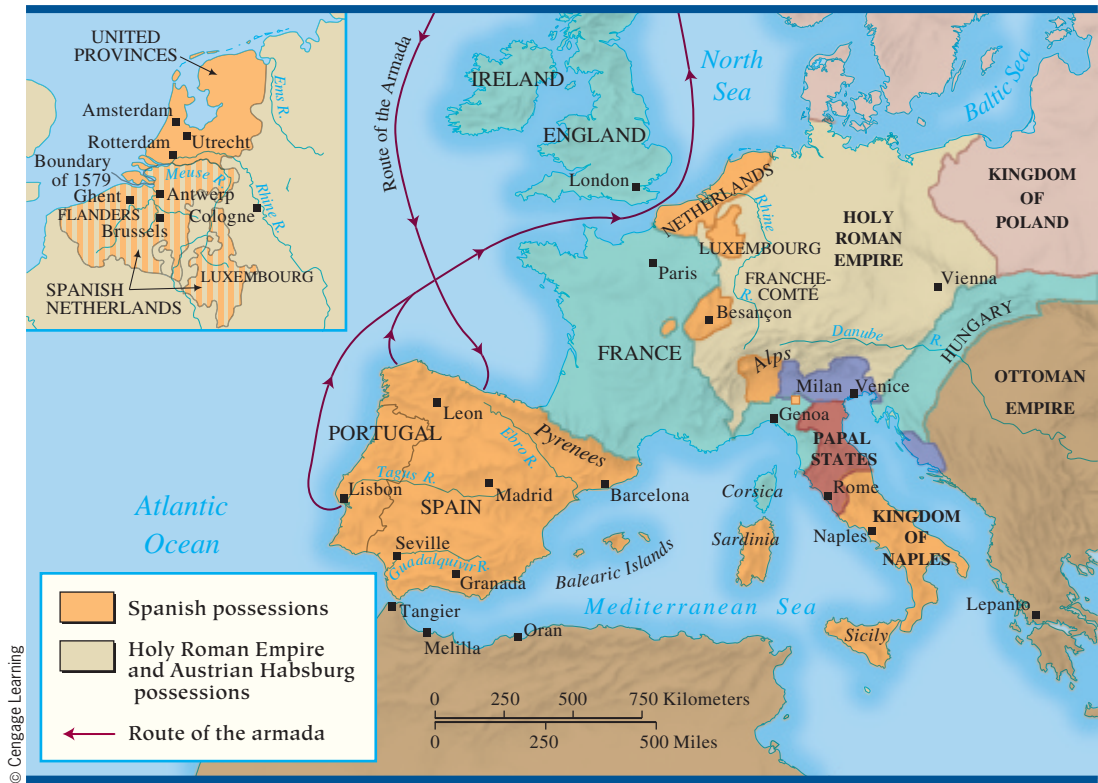 UNITED
PROVINCES
Amsterdam
Rotterdam
Utrecht
Boundary
of 1579
Meuse R.
Ems R.
Ghent
Antwerp
FLANDERS
Cologne
Rhine R.
Brussels
LUXEMBOURG
SPANISH
NETHERLANDS
Route of the Armada
North
Sea
Baltic Sea
IRELAND
ENGLAND
London
NETHERLANDS
Rhine
R.
LUXEMBOURG
HOLY
ROMAN
EMPIRE
KINGDOM
OF
POLAND
Paris
FRANCHE-
COMTÉ
Besançon
Vienna
Danube
R.
HUNGARY
FRANCE
Alps
Milan
Venice
Genoa
OTTOMAN
EMPIRE
PAPAL
STATES
Rome
Corsica
Leon
PORTUGAL
Ebro R.
Pyrenees
Tagus R.
Lisbon
Madrid
Barcelona
SPAIN
Atlantic
Ocean
Sardinia
Naples
KINGDOM
OF
NAPLES
Seville
Guadalquivir R.
Granada
Balearic Islands
Mediterranean Sea
Lepanto
Sicily
Tangier
Melilla
Oran
Spanish possessions
Holy Roman Empire
and Austrian Habsburg
possessions
Route of the armada
0 250 500 750 Kilometers
0 250 500 Miles
© Cengage Learning